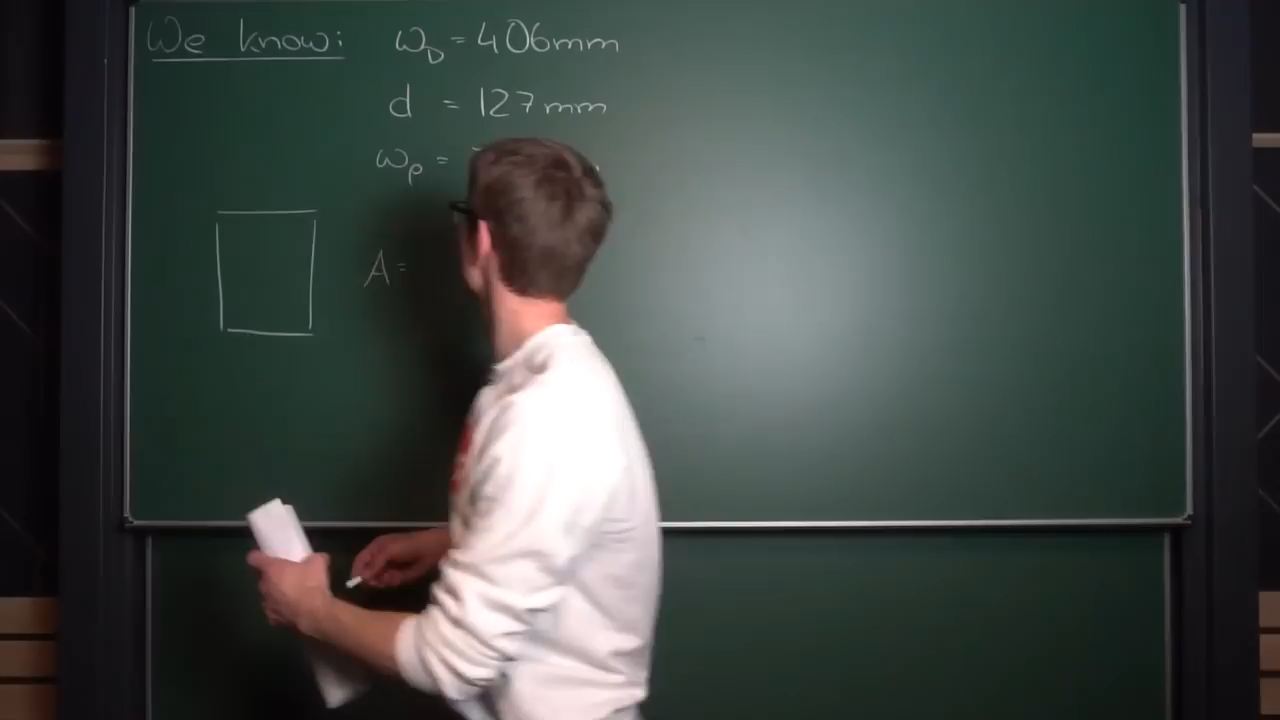 We know: ω_D = 406mm
d = 127mm
ω_p =
A =